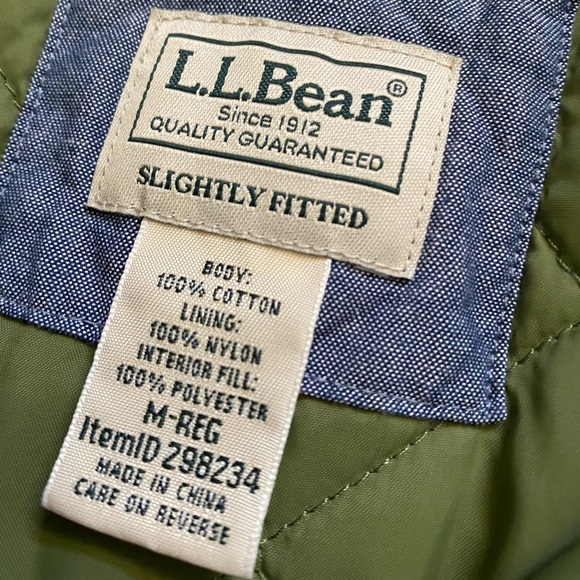 L.L.Bean®
Since 1912
QUALITY GUARANTEED
SLIGHTLY FITTED
BODY:
100% COTTON
LINING:
100% NYLON
INTERIOR FILL:
100% POLYESTER
M-REG
ItemID 298234
MADE IN CHINA
CARE ON REVERSE